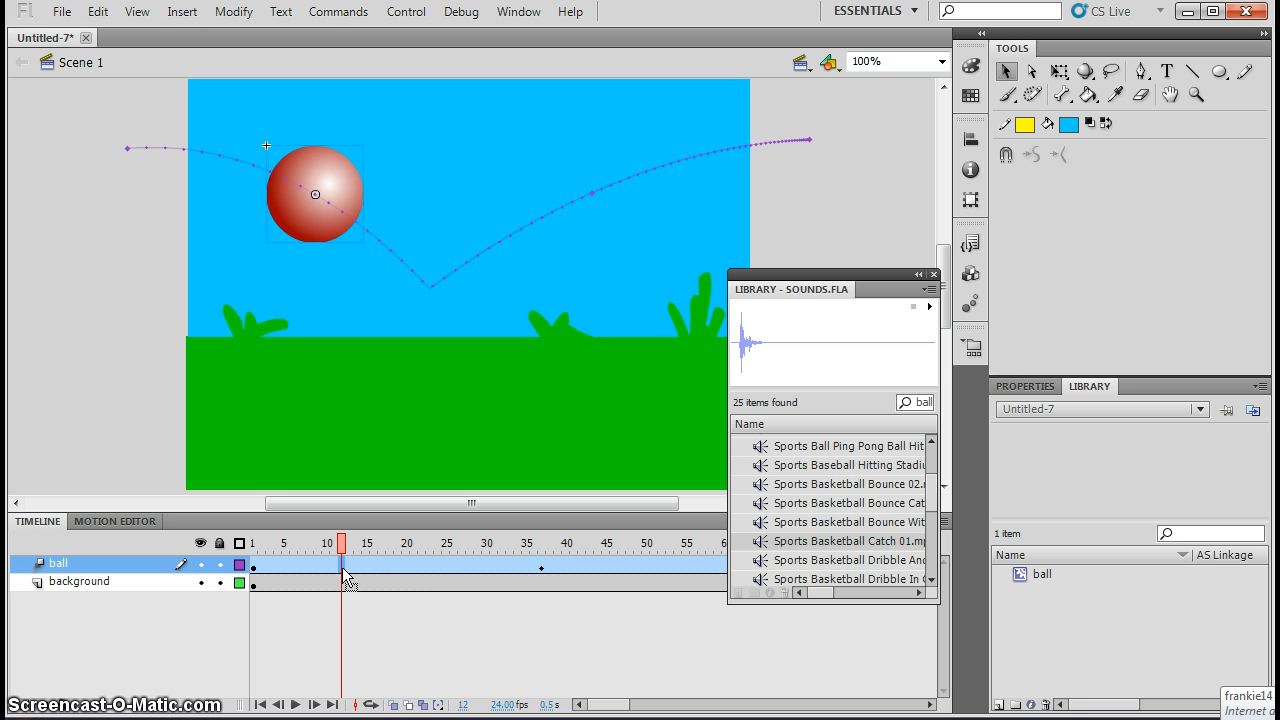 Fl File Edit View Insert Modify Text Commands Control Debug Window Help ESSENTIALS CS Live
Untitled-7*
Scene 1 100%
TOOLS
LIBRARY - SOUNDS.FLA
25 items found ball
Name
Sports Ball Ping Pong Ball Hit
Sports Baseball Hitting Stadiu
Sports Basketball Bounce 02.
Sports Basketball Bounce Cat
Sports Basketball Bounce Wit
Sports Basketball Catch 01.m
Sports Basketball Dribble And
Sports Basketball Dribble In
PROPERTIES LIBRARY
Untitled-7
1 item
Name AS Linkage
ball
TIMELINE MOTION EDITOR
1 5 10 15 20 25 30 35 40 45 50 55 60
ball
background
12 24.00 fps 0.5 s
Screencast-O-Matic.com
frankie14
Internet a